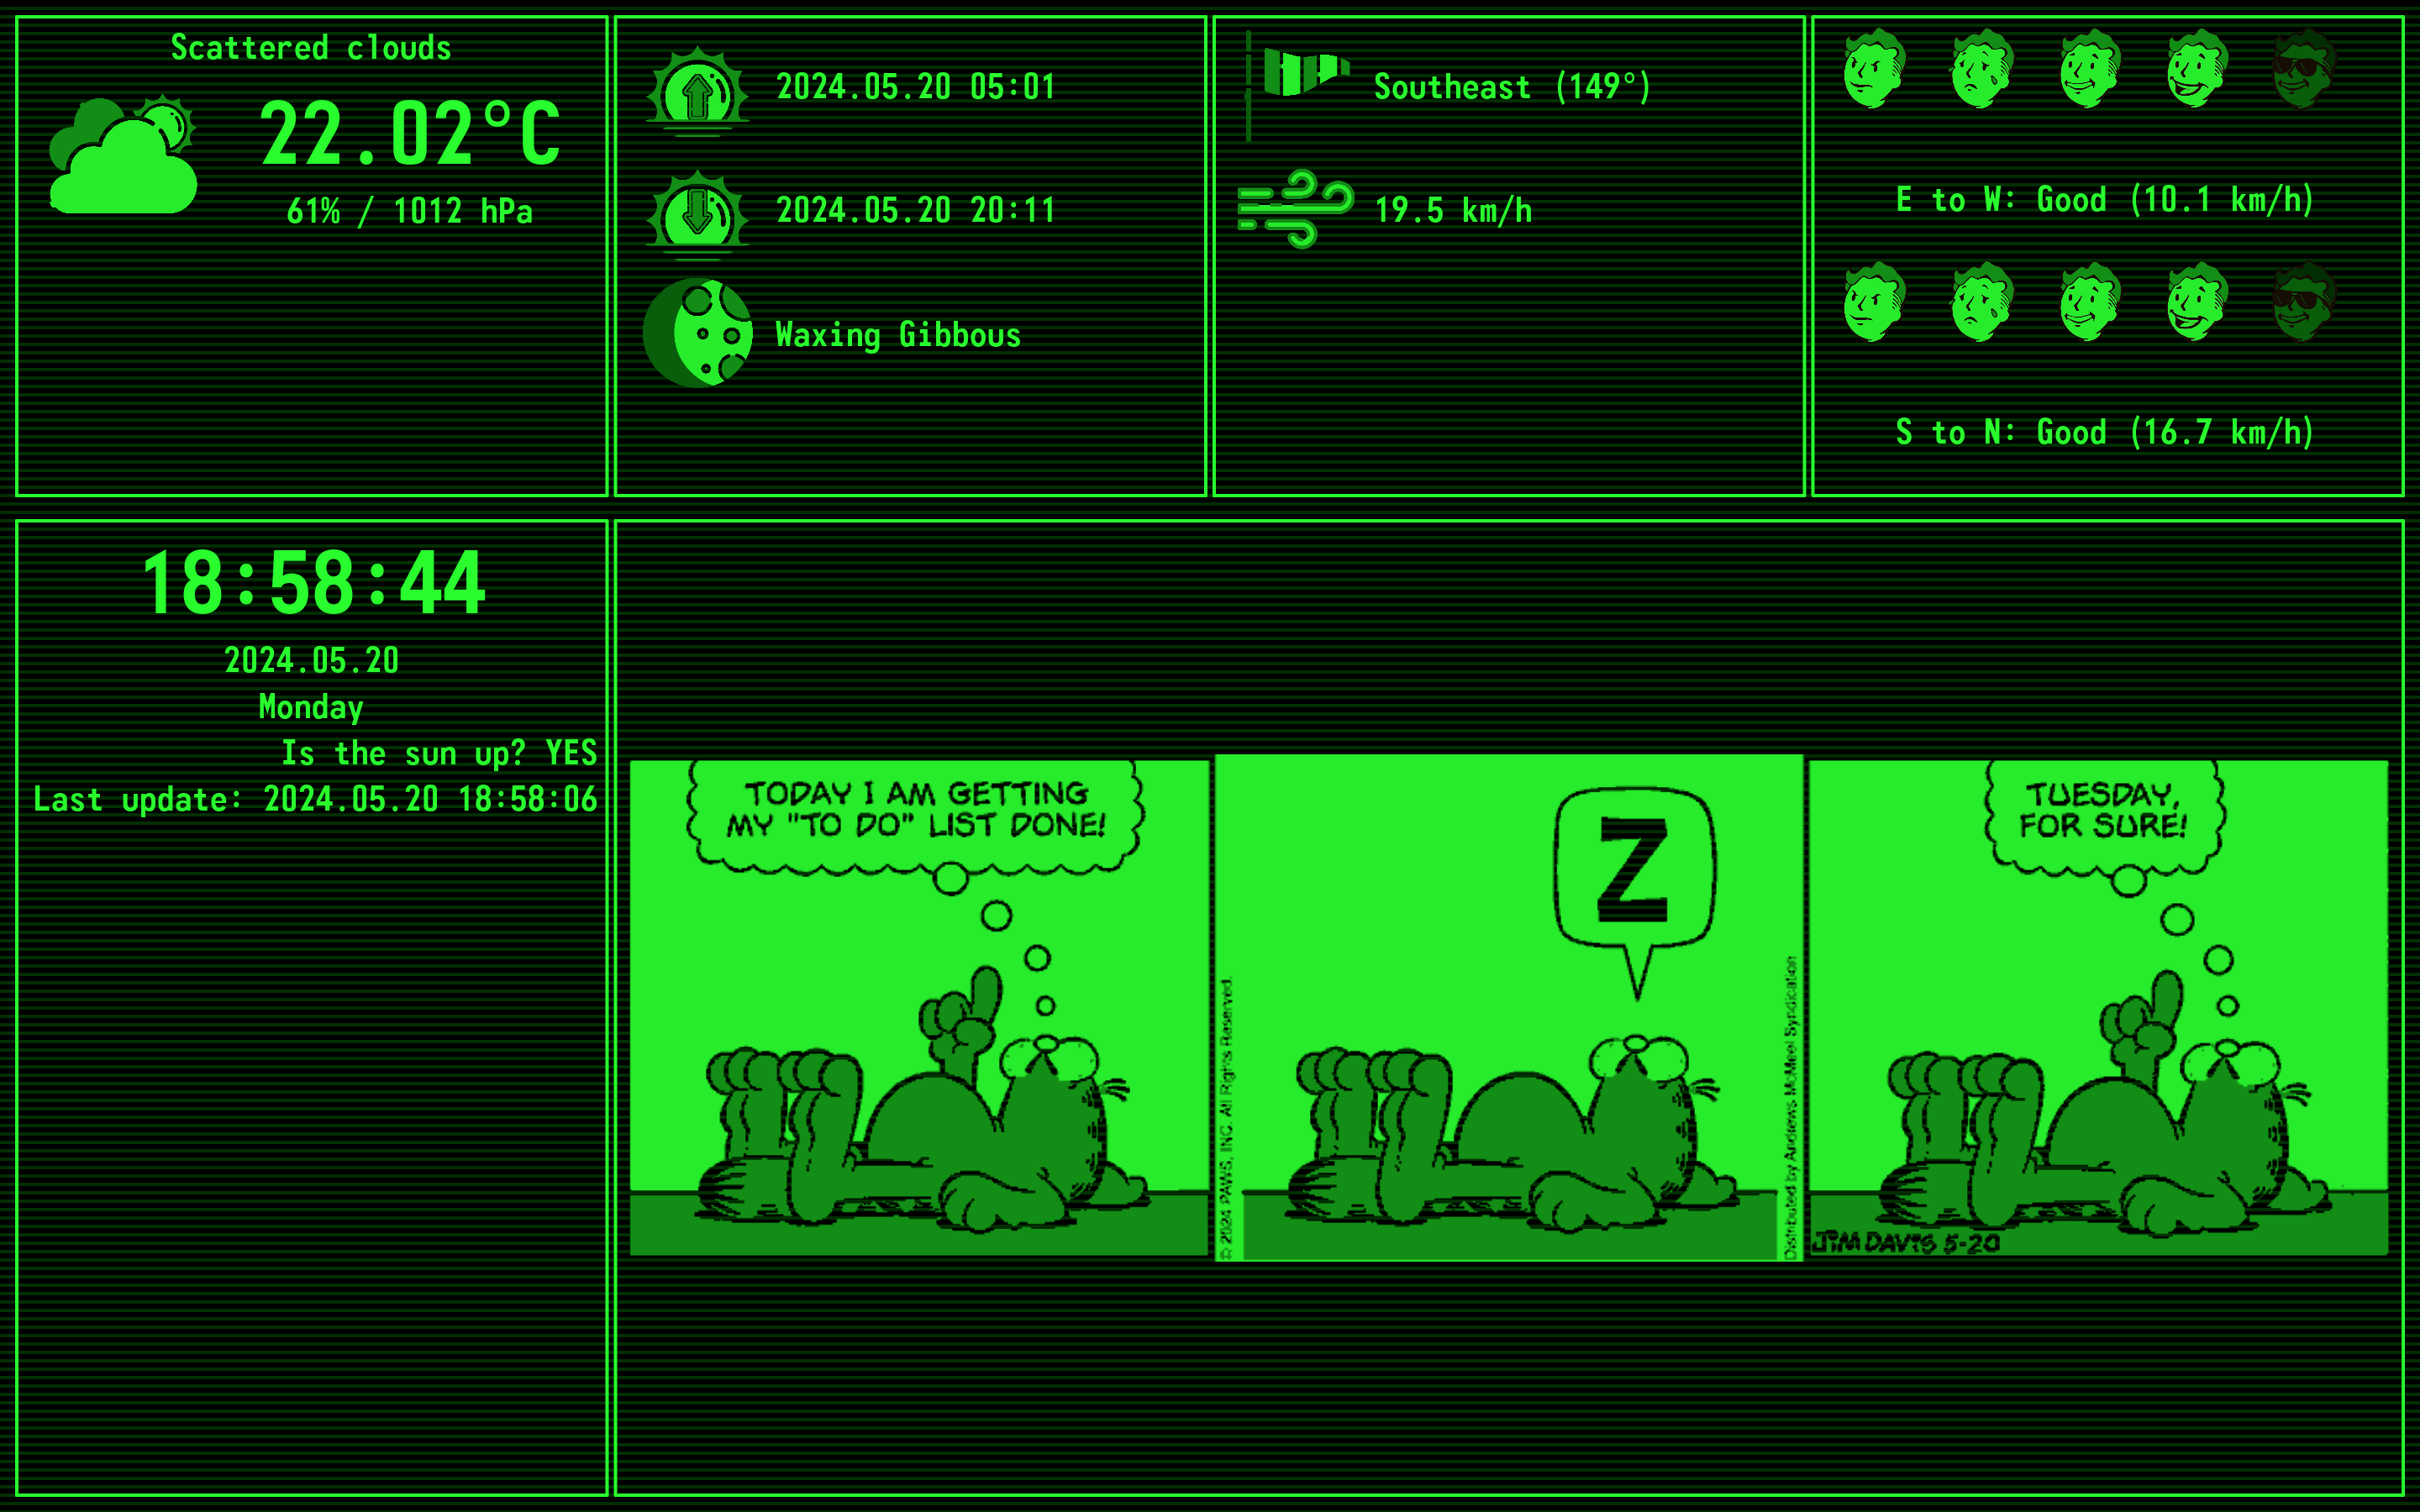 Scattered clouds
22.02°C
61% / 1012 hPa
2024.05.20 05:01
2024.05.20 20:11
Waxing Gibbous
Southeast (149°)
19.5 km/h
E to W: Good (10.1 km/h)
S to N: Good (16.7 km/h)
18:58:44
2024.05.20
Monday
Is the sun up? YES
Last update: 2024.05.20 18:58:06
TODAY I AM GETTING
MY "TO DO" LIST DONE!
© 2024 PAWS, INC. All Rights Reserved.
Z
Distributed by Andrews McMeel Syndication
TUESDAY,
FOR SURE!
JIM DAVIS 5-20